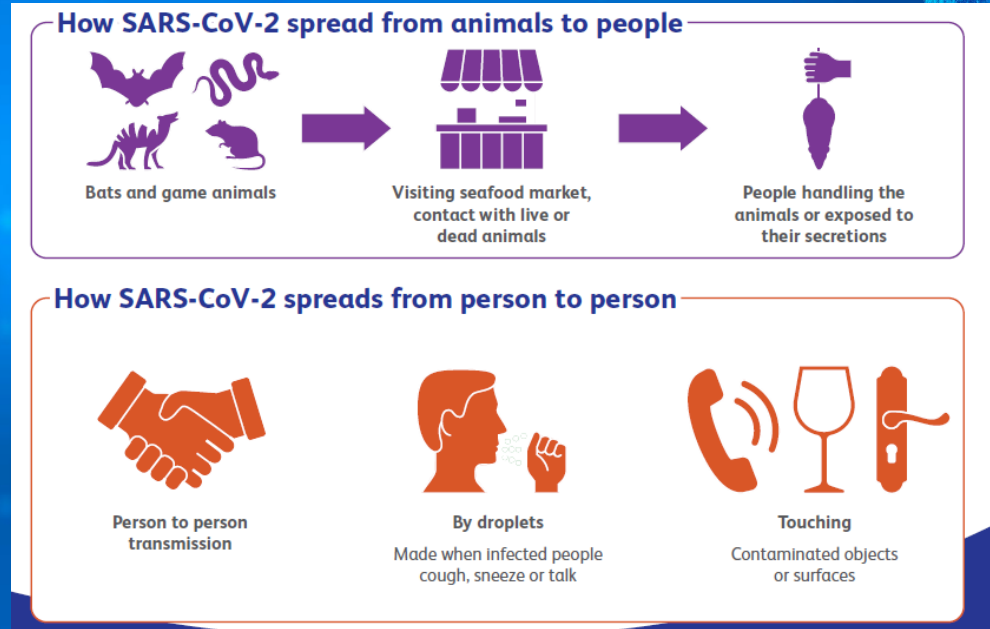 How SARS-CoV-2 spread from animals to people
Bats and game animals
Visiting seafood market,
contact with live or
dead animals
People handling the
animals or exposed to
their secretions
How SARS-CoV-2 spreads from person to person
Person to person
transmission
By droplets
Made when infected people
cough, sneeze or talk
Touching
Contaminated objects
or surfaces